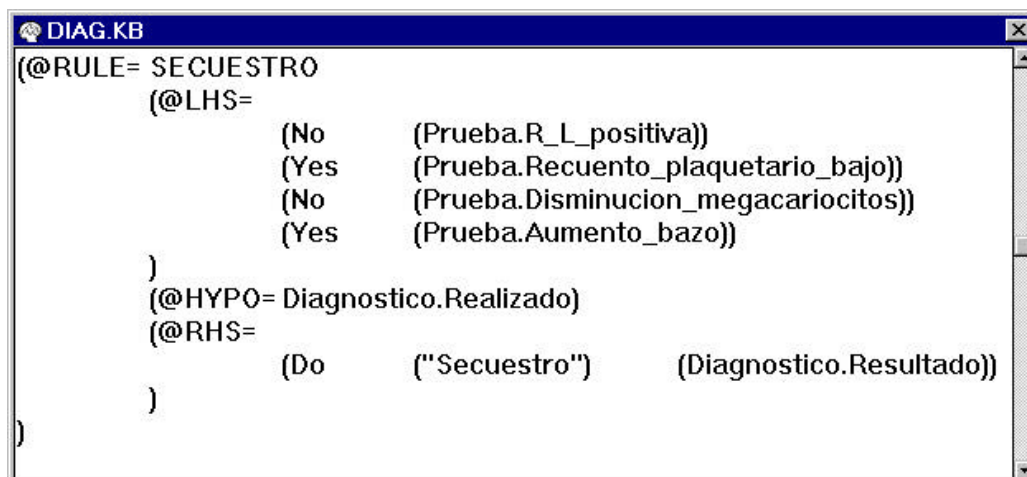 DIAG.KB
(@RULE= SECUESTRO
(@LHS=
(No (Prueba.R_L_positiva))
(Yes (Prueba.Recuento_plaquetario_bajo))
(No (Prueba.Disminucion_megacariocitos))
(Yes (Prueba.Aumento_bazo))
)
(@HYPO= Diagnostico.Realizado)
(@RHS=
(Do ("Secuestro") (Diagnostico.Resultado))
)
)